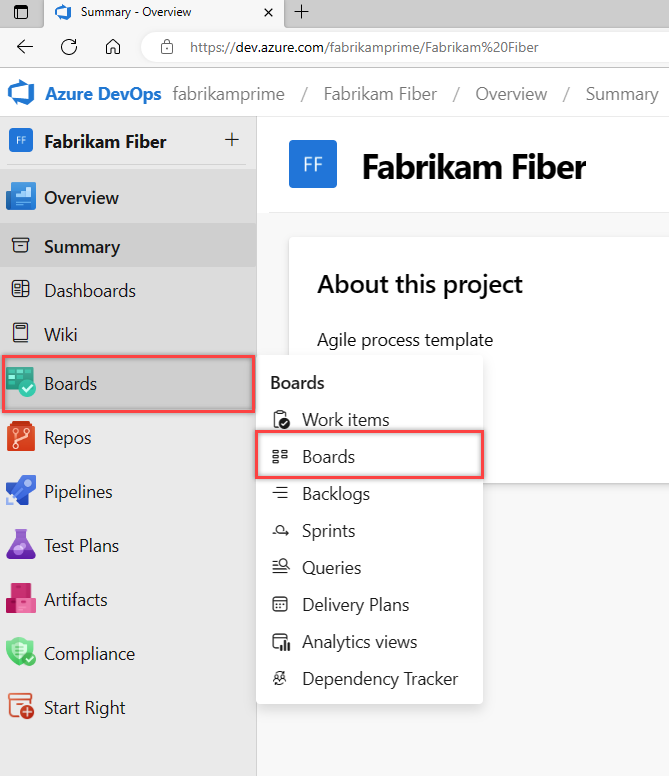 Summary - Overview
https://dev.azure.com/fabrikamprime/Fabrikam%20Fiber
Azure DevOps fabrikamprime / Fabrikam Fiber / Overview / Summary
FF Fabrikam Fiber +
Overview
Summary
Dashboards
Wiki
Boards
Repos
Pipelines
Test Plans
Artifacts
Compliance
Start Right
FF Fabrikam Fiber
About this project
Agile process template
Boards
Work items
Boards
Backlogs
Sprints
Queries
Delivery Plans
Analytics views
Dependency Tracker